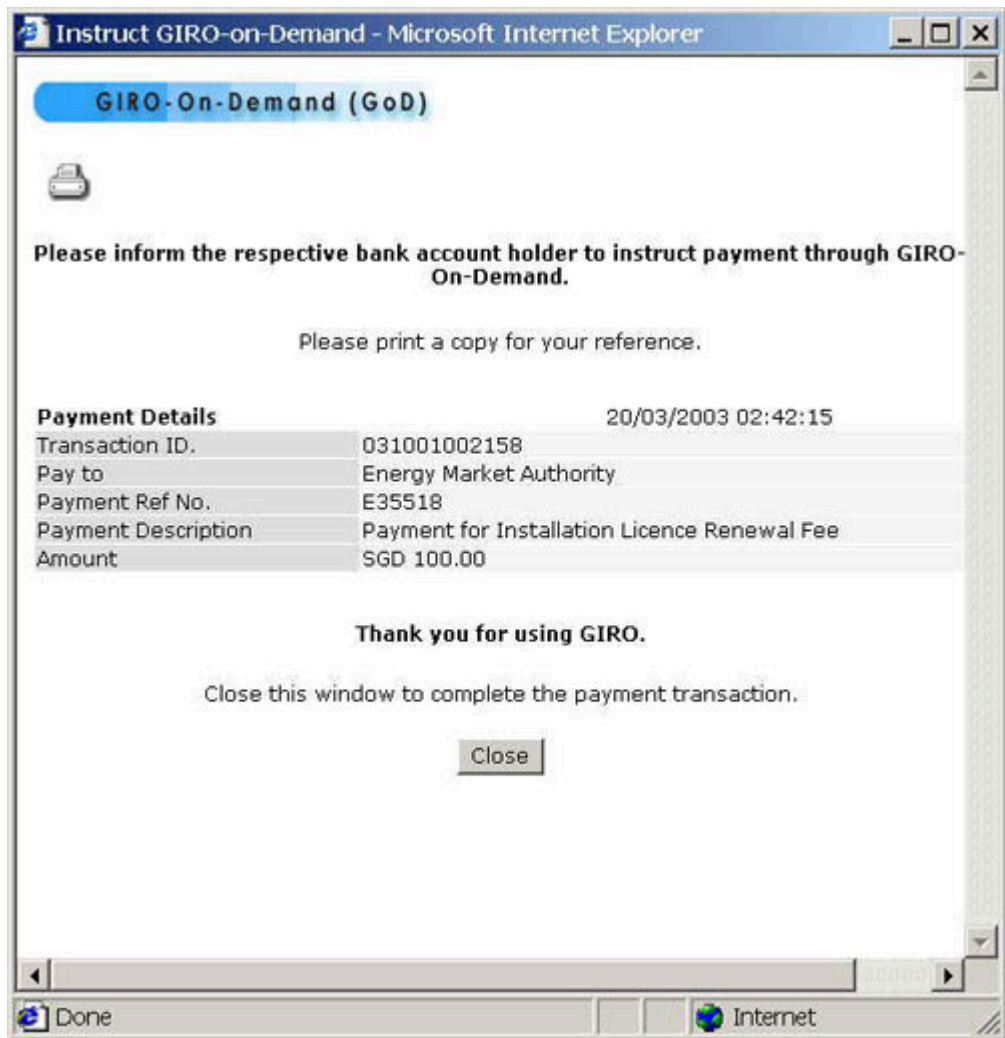 Instruct GIRO-on-Demand - Microsoft Internet Explorer
GIRO-On-Demand (GoD)
Please inform the respective bank account holder to instruct payment through GIRO-
On-Demand.
Please print a copy for your reference.
Payment Details 20/03/2003 02:42:15
Transaction ID. 031001002158
Pay to Energy Market Authority
Payment Ref No. E35518
Payment Description Payment for Installation Licence Renewal Fee
Amount SGD 100.00
Thank you for using GIRO.
Close this window to complete the payment transaction.
Close
Done Internet